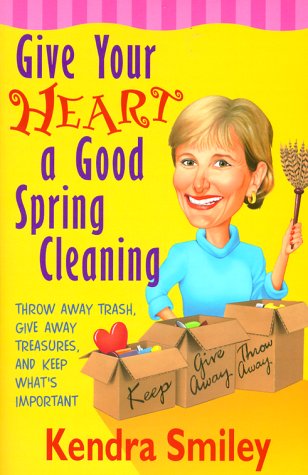 Give Your
HEART
a Good
Spring
Cleaning
THROW AWAY TRASH,
GIVE AWAY
TREASURES,
AND KEEP
WHAT'S
IMPORTANT
Keep
Give
Away
Throw
Away
Kendra Smiley